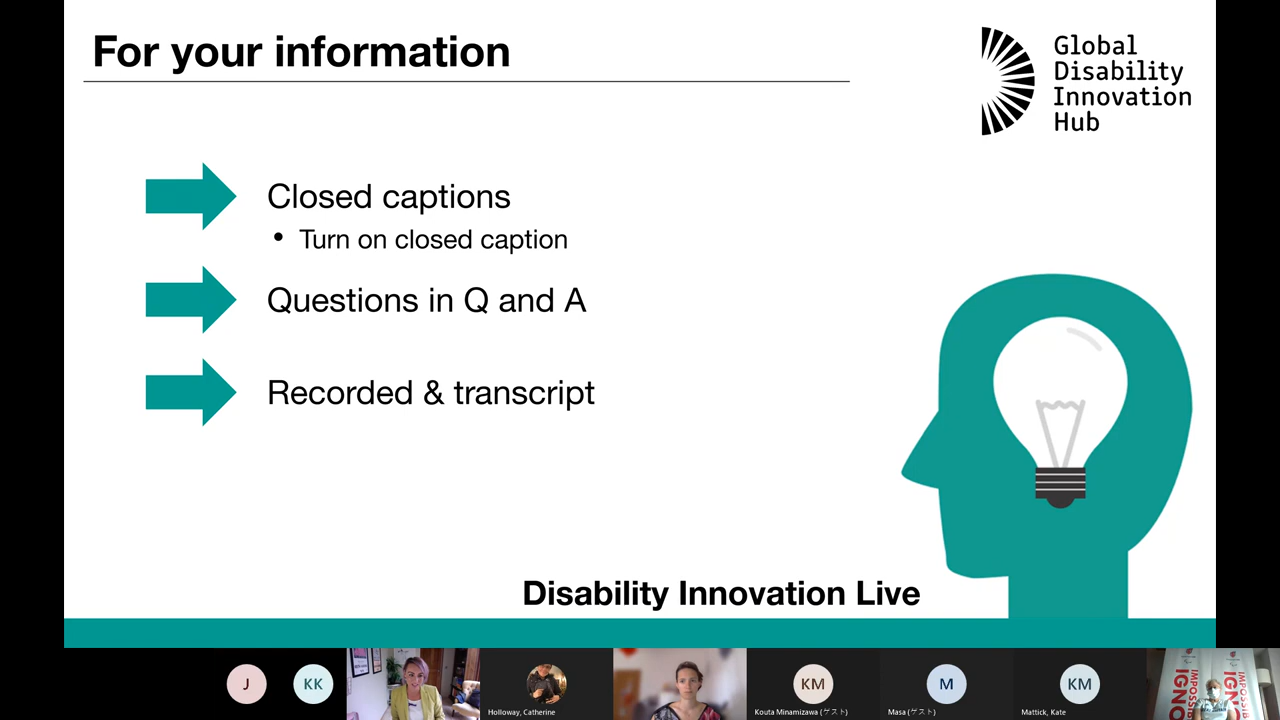 For your information
Global
Disability
Innovation
Hub
Closed captions
• Turn on closed caption
Questions in Q and A
Recorded & transcript
Disability Innovation Live
J
KK
Holloway, Catherine
KM
Kouta Minamizawa (ゲスト)
M
Masa (ゲスト)
KM
Mattick, Kate